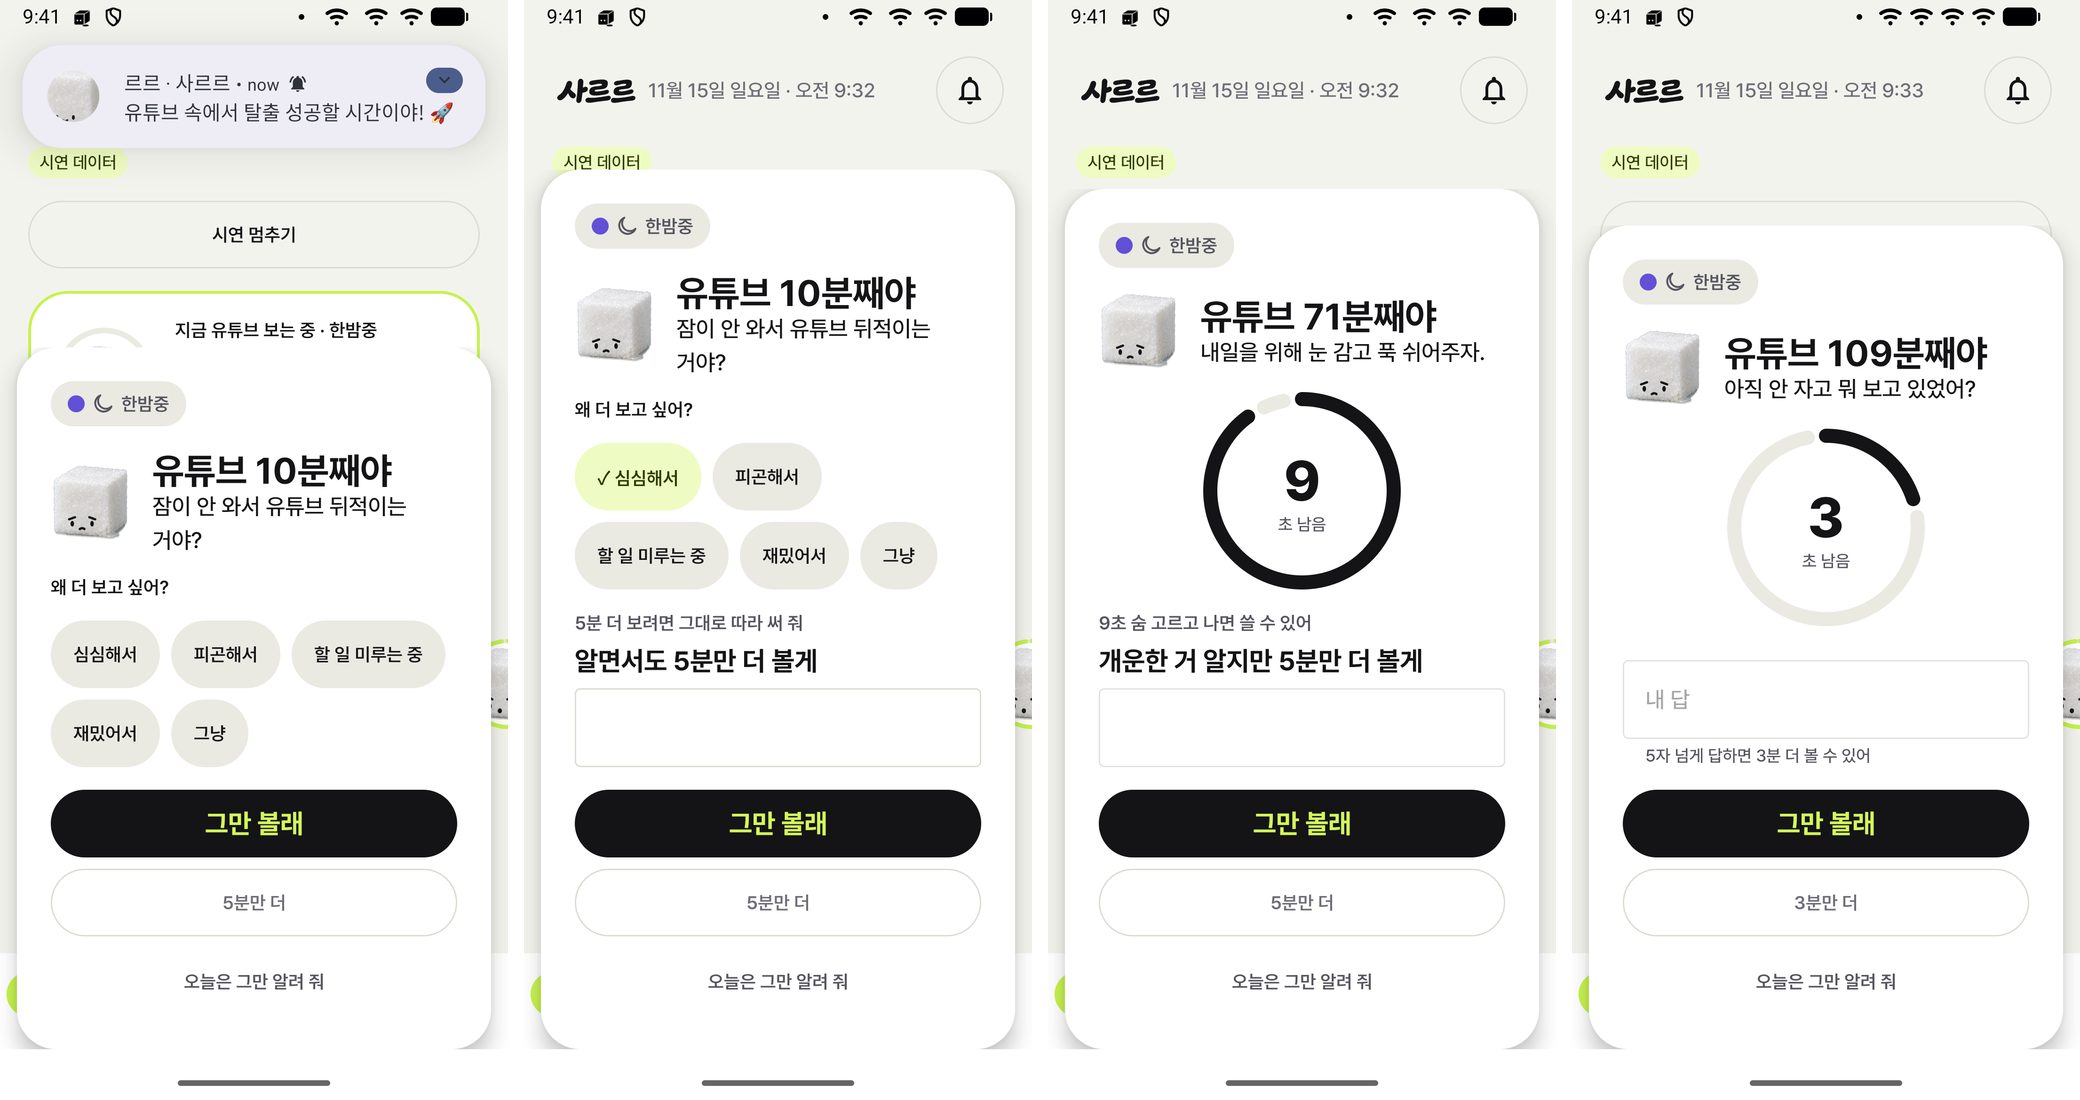 9:41
르르 · 사르르 • now
유튜브 속에서 탈출 성공할 시간이야! 🚀
시연 데이터
시연 멈추기
지금 유튜브 보는 중 · 한밤중
한밤중
유튜브 10분째야
잠이 안 와서 유튜브 뒤적이는
거야?
왜 더 보고 싶어?
심심해서
피곤해서
할 일 미루는 중
재밌어서
그냥
그만 볼래
5분만 더
오늘은 그만 알려 줘
9:41
사르르
11월 15일 일요일 · 오전 9:32
시연 데이터
한밤중
유튜브 10분째야
잠이 안 와서 유튜브 뒤적이는
거야?
왜 더 보고 싶어?
✓ 심심해서
피곤해서
할 일 미루는 중
재밌어서
그냥
5분 더 보려면 그대로 따라 써 줘
알면서도 5분만 더 볼게
그만 볼래
5분만 더
오늘은 그만 알려 줘
9:41
사르르
11월 15일 일요일 · 오전 9:32
시연 데이터
한밤중
유튜브 71분째야
내일을 위해 눈 감고 푹 쉬어주자.
9
초 남음
9초 숨 고르고 나면 쓸 수 있어
개운한 거 알지만 5분만 더 볼게
그만 볼래
5분만 더
오늘은 그만 알려 줘
9:41
사르르
11월 15일 일요일 · 오전 9:33
시연 데이터
한밤중
유튜브 109분째야
아직 안 자고 뭐 보고 있었어?
3
초 남음
내 답
5자 넘게 답하면 3분 더 볼 수 있어
그만 볼래
3분만 더
오늘은 그만 알려 줘